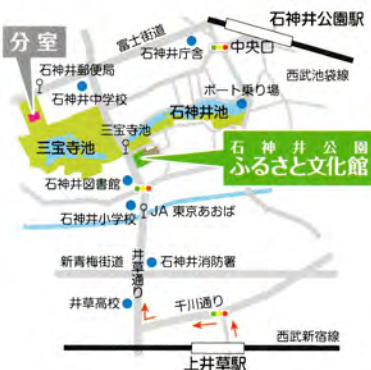 石神井公園駅
富士街道
石神井庁舎
中央口
分室
石神井郵便局
西武池袋線
石神井中学校
ボート乗り場
石神井池
三宝寺池
三宝寺池
石神井公園
ふるさと文化館
石神井図書館
石神井小学校
JA 東京あおば
井草通り
新青梅街道
石神井消防署
井草高校
千川通り
西武新宿線
上井草駅